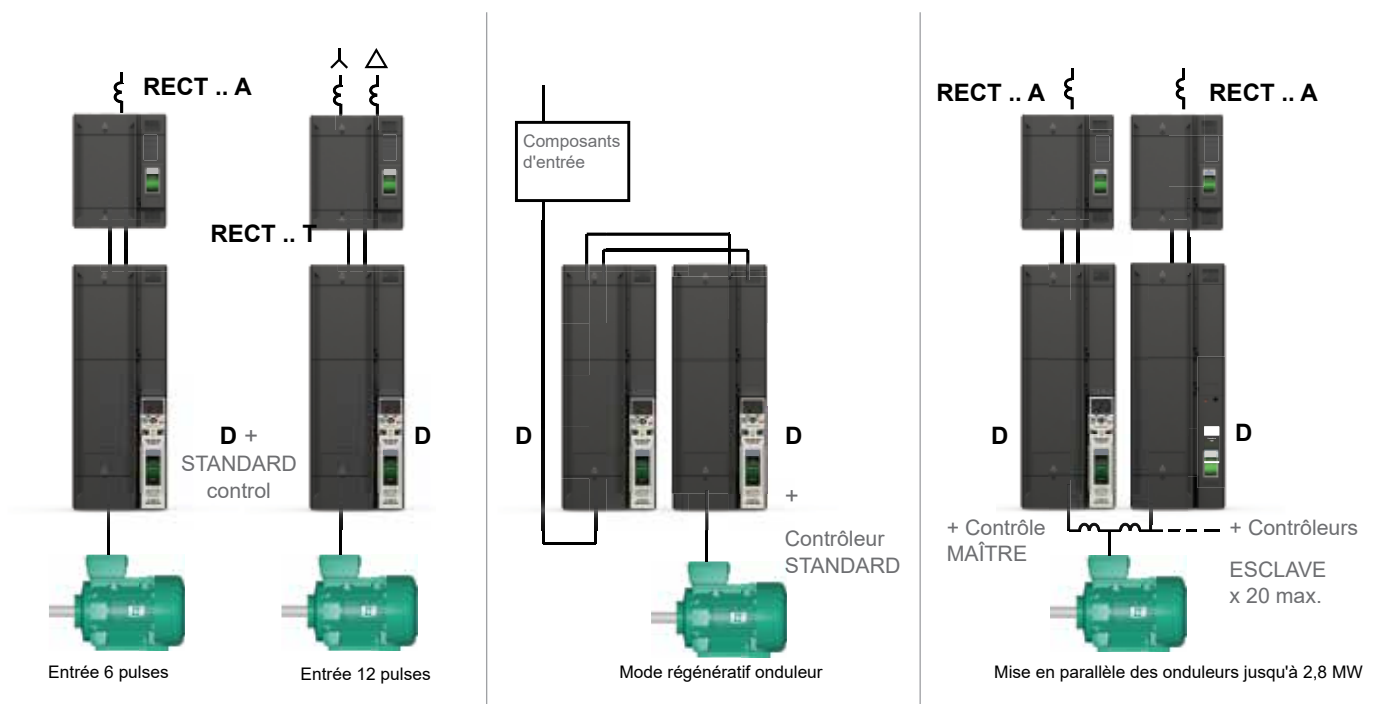 RECT .. A
RECT .. T
D +
STANDARD
control
D
Entrée 6 pulses
Entrée 12 pulses
Composants
d'entrée
D
D
+
Contrôleur
STANDARD
Mode régénératif onduleur
RECT .. A
RECT .. A
D
D
+ Contrôle
MAÎTRE
+ Contrôleurs
ESCLAVE
x 20 max.
Mise en parallèle des onduleurs jusqu'à 2,8 MW